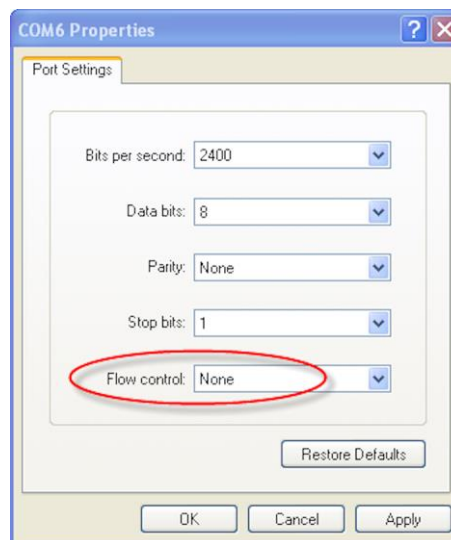 COM6 Properties
Port Settings
Bits per second: 2400
Data bits: 8
Parity: None
Stop bits: 1
Flow control: None
Restore Defaults
OK Cancel Apply